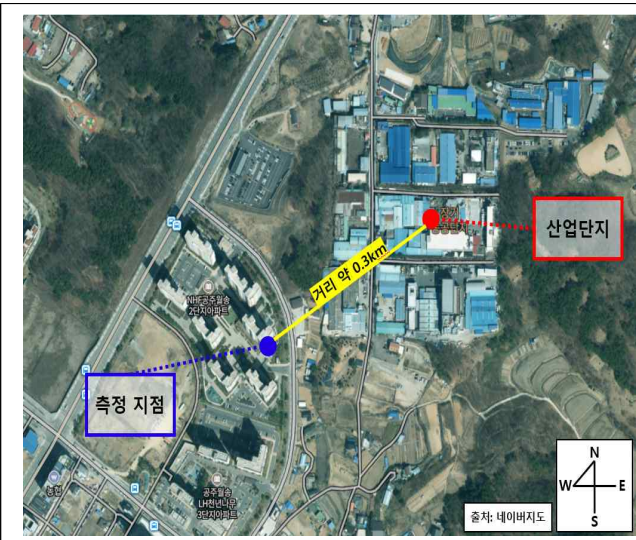 산업단지
거리 약 0.3km
NHF공주월송
2단지아파트
측정 지점
농협
공주월송
LH천년나무
3단지아파트
N
W
E
S
출처: 네이버지도